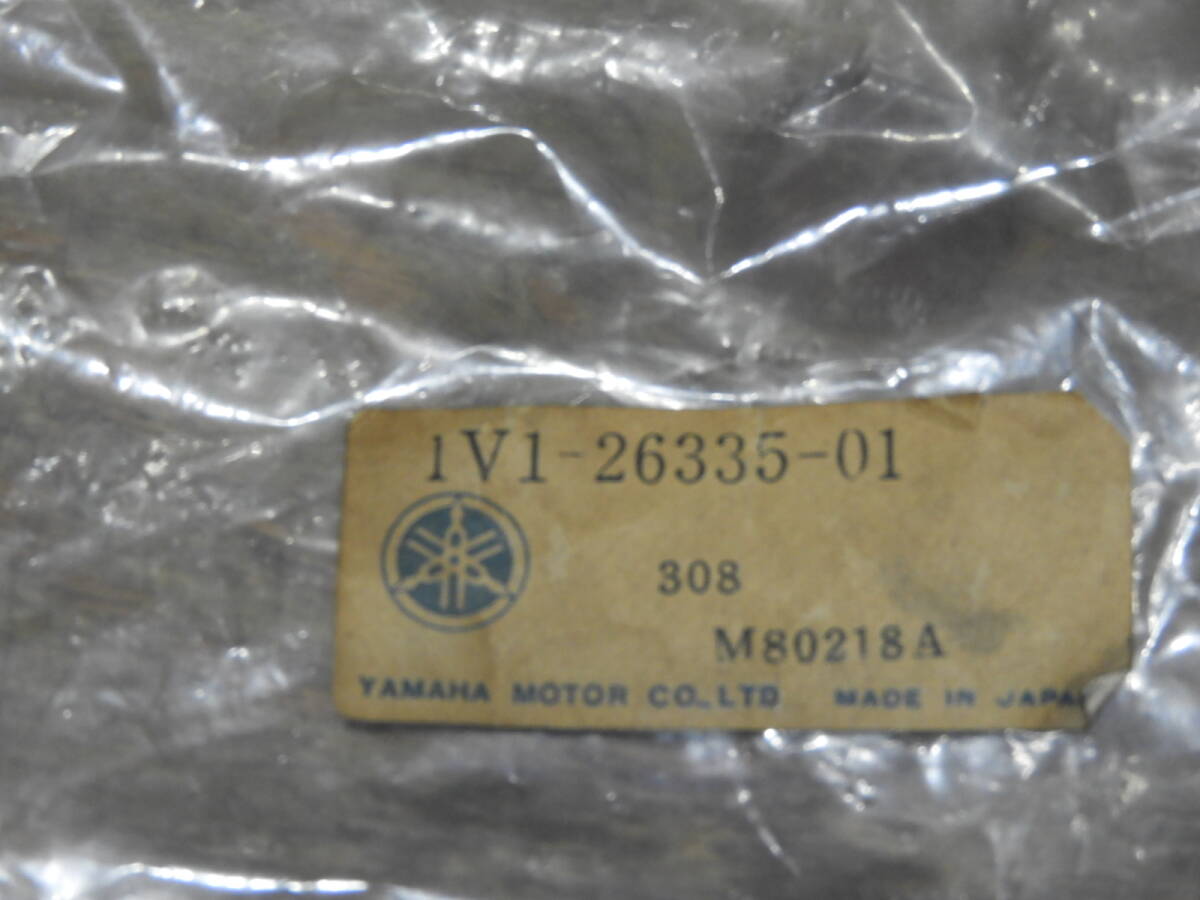 1V1-26335-01
308
M80218A
YAMAHA MOTOR CO., LTD MADE IN JAPAN